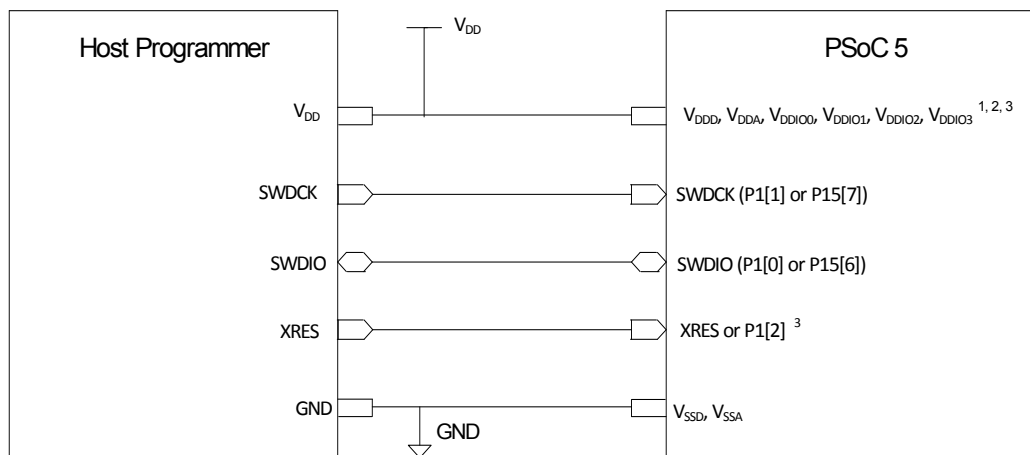 Host Programmer
PSoC 5
V_DD
V_DD
V_DDD, V_DDA, V_DDIO0, V_DDIO1, V_DDIO2, V_DDIO3 1, 2, 3
SWDCK
SWDCK (P1[1] or P15[7])
SWDIO
SWDIO (P1[0] or P15[6])
XRES
XRES or P1[2] 3
GND
GND
V_SSD, V_SSA